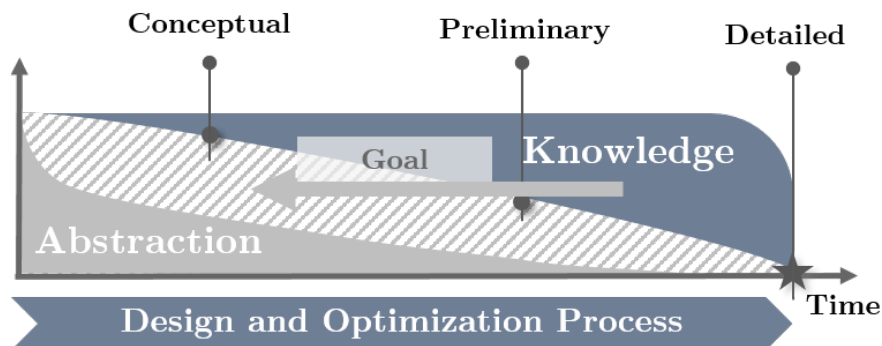 Conceptual
Preliminary
Detailed
Goal
Knowledge
Abstraction
Time
Design and Optimization Process